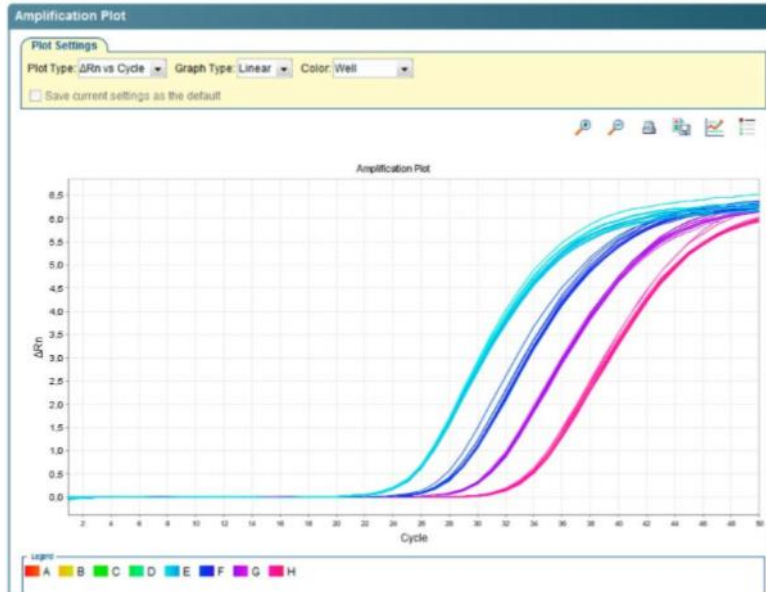 Amplification Plot
Plot Settings
Plot Type: ΔRn vs Cycle Graph Type: Linear Color: Well
Save current settings as the default
Amplification Plot
6,5
6,0
5,5
5,0
4,5
4,0
3,5
3,0
2,5
2,0
1,5
1,0
0,5
0,0
ΔRn
2 4 6 8 10 12 14 16 18 20 22 24 26 28 30 32 34 36 38 40 42 44 46 48 50
Cycle
Legend
A B C D E F G H